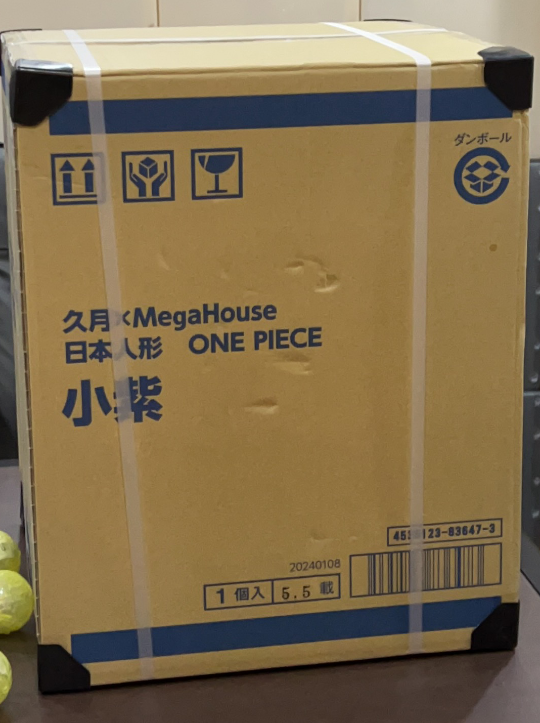 ダンボール
久月×MegaHouse
日本人形 ONE PIECE
小紫
20240108
1 個入 5.5 載